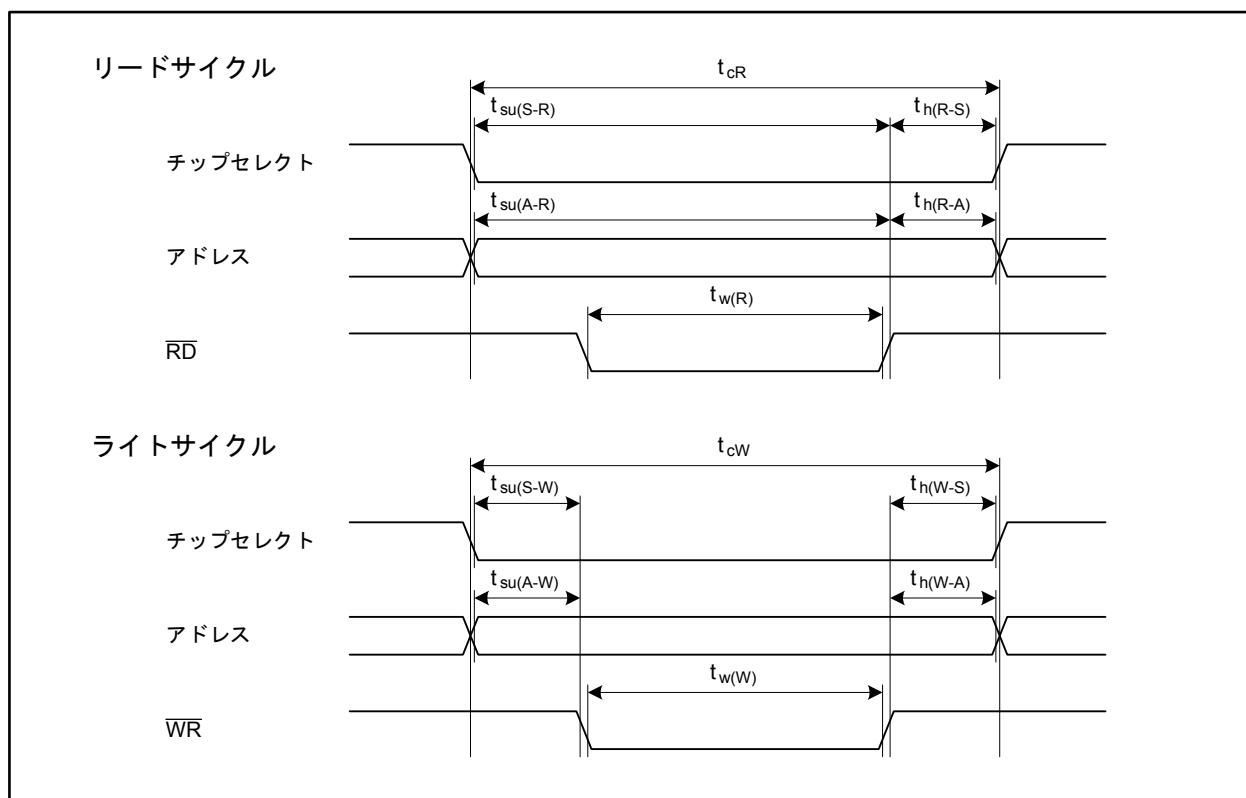 リードサイクル
tcR
tsu(S-R) th(R-S)
チップセレクト
tsu(A-R) th(R-A)
アドレス
tw(R)
R̅D̅
ライトサイクル
tcW
tsu(S-W) th(W-S)
チップセレクト
tsu(A-W) th(W-A)
アドレス
tw(W)
W̅R̅